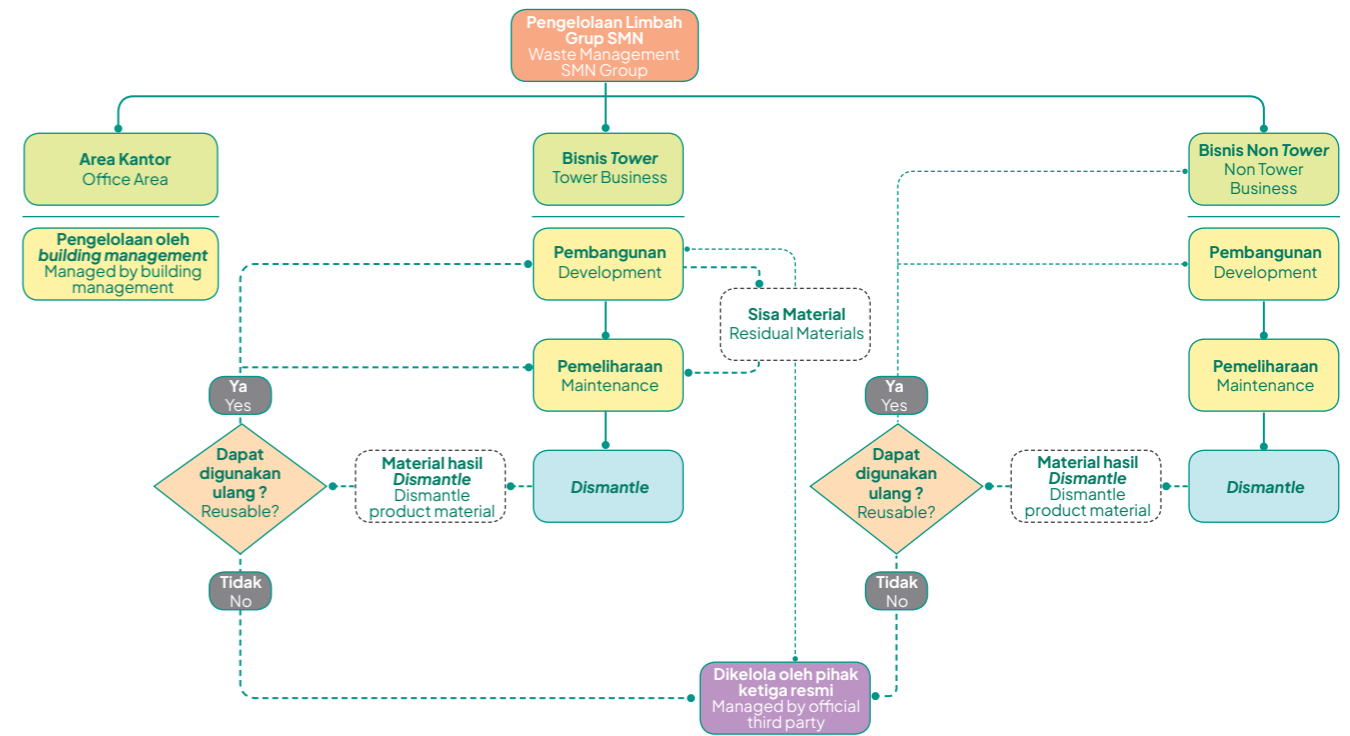 Pengelolaan Limbah
Grup SMN
Waste Management
SMN Group
Area Kantor
Office Area
Bisnis Tower
Tower Business
Bisnis Non Tower
Non Tower
Business
Pengelolaan oleh
building management
Managed by building
management
Pembangunan
Development
Sisa Material
Residual Materials
Pembangunan
Development
Pemeliharaan
Maintenance
Pemeliharaan
Maintenance
Ya
Yes
Ya
Yes
Dapat
digunakan
ulang ?
Reusable?
Material hasil
Dismantle
Dismantle
product material
Dismantle
Dapat
digunakan
ulang ?
Reusable?
Material hasil
Dismantle
Dismantle
product material
Dismantle
Tidak
No
Tidak
No
Dikelola oleh pihak
ketiga resmi
Managed by official
third party